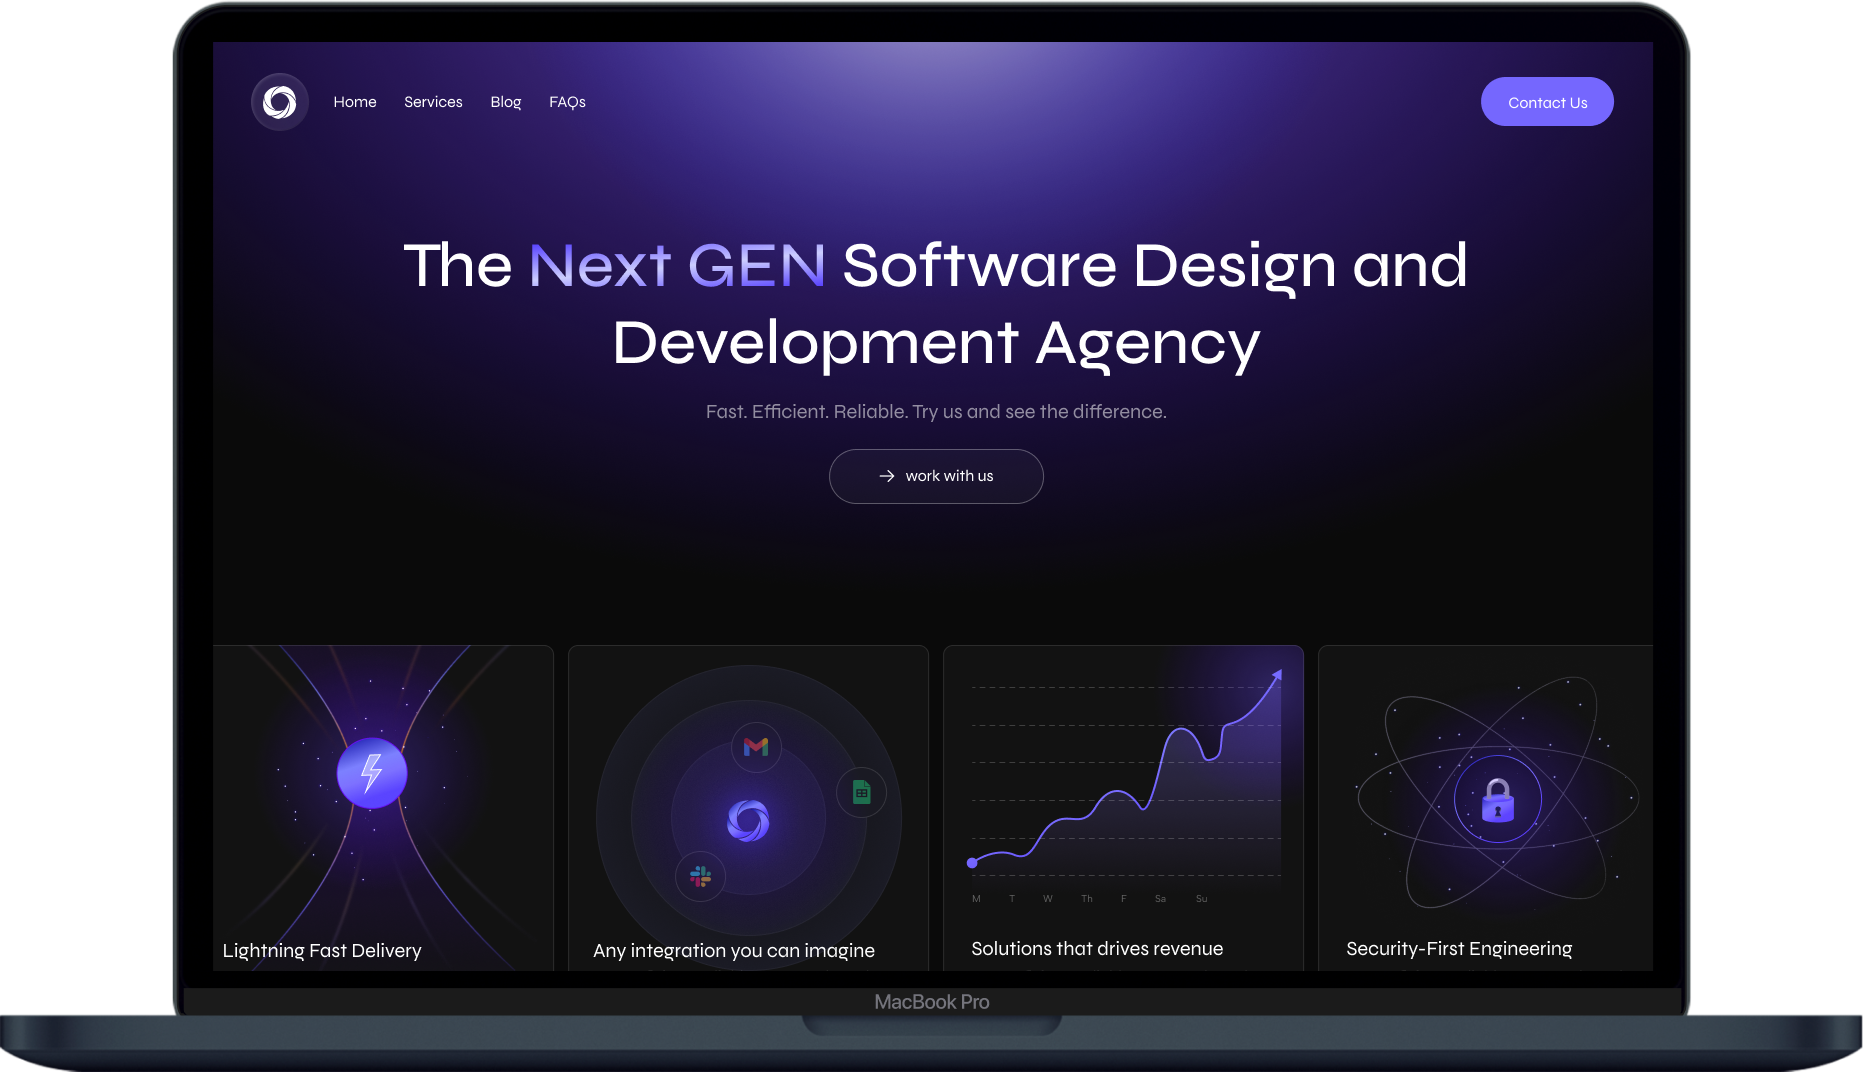 Home Services Blog FAQs Contact Us
The Next GEN Software Design and
Development Agency
Fast. Efficient. Reliable. Try us and see the difference.
→ work with us
M T W Th F Sa Su
Lightning Fast Delivery
Any integration you can imagine
Solutions that drives revenue
Security-First Engineering
MacBook Pro